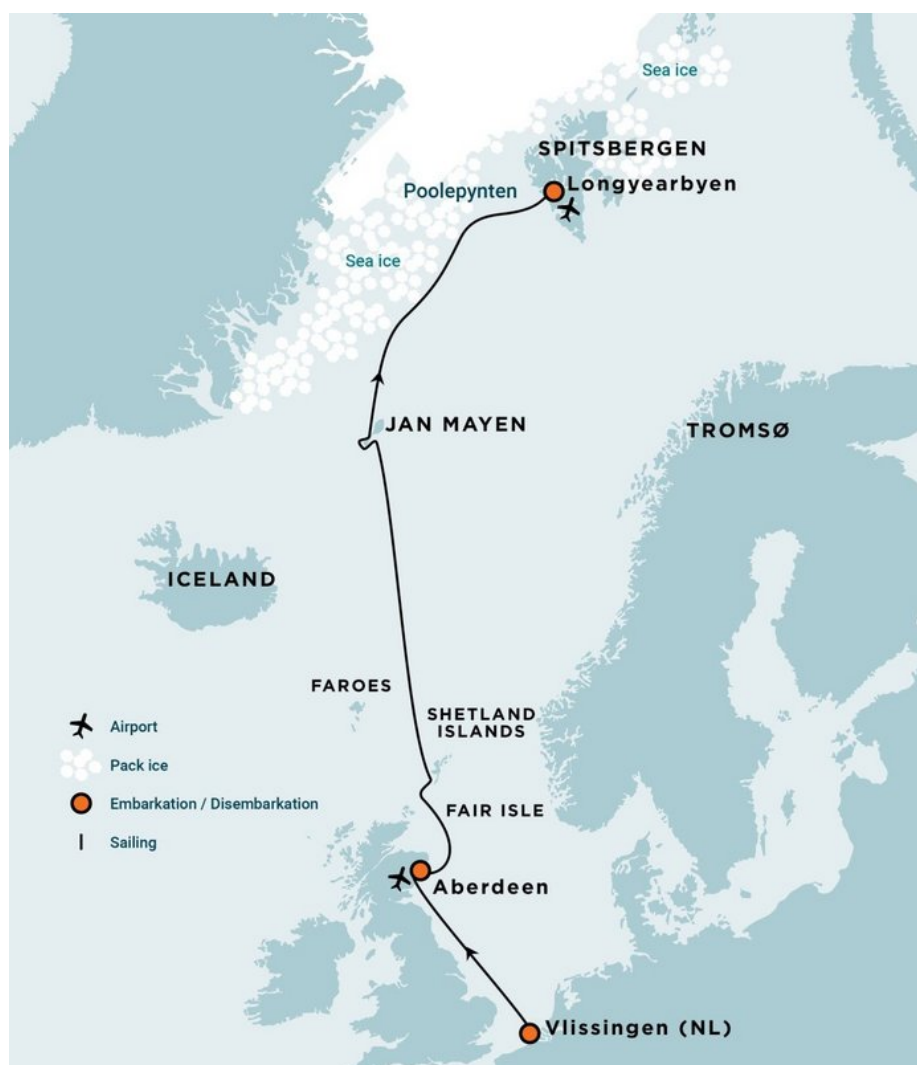 Sea ice
SPITSBERGEN
Longyearbyen
Poolepynten
Sea ice
JAN MAYEN
TROMSØ
ICELAND
FAROES
SHETLAND
ISLANDS
Airport
Pack ice
Embarkation / Disembarkation
FAIR ISLE
Sailing
Aberdeen
Vlissingen (NL)